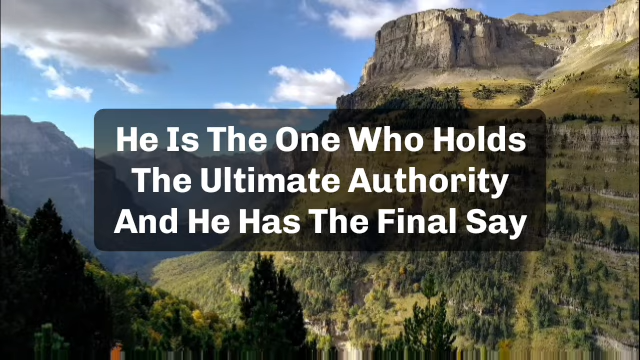 He Is The One Who Holds
The Ultimate Authority
And He Has The Final Say